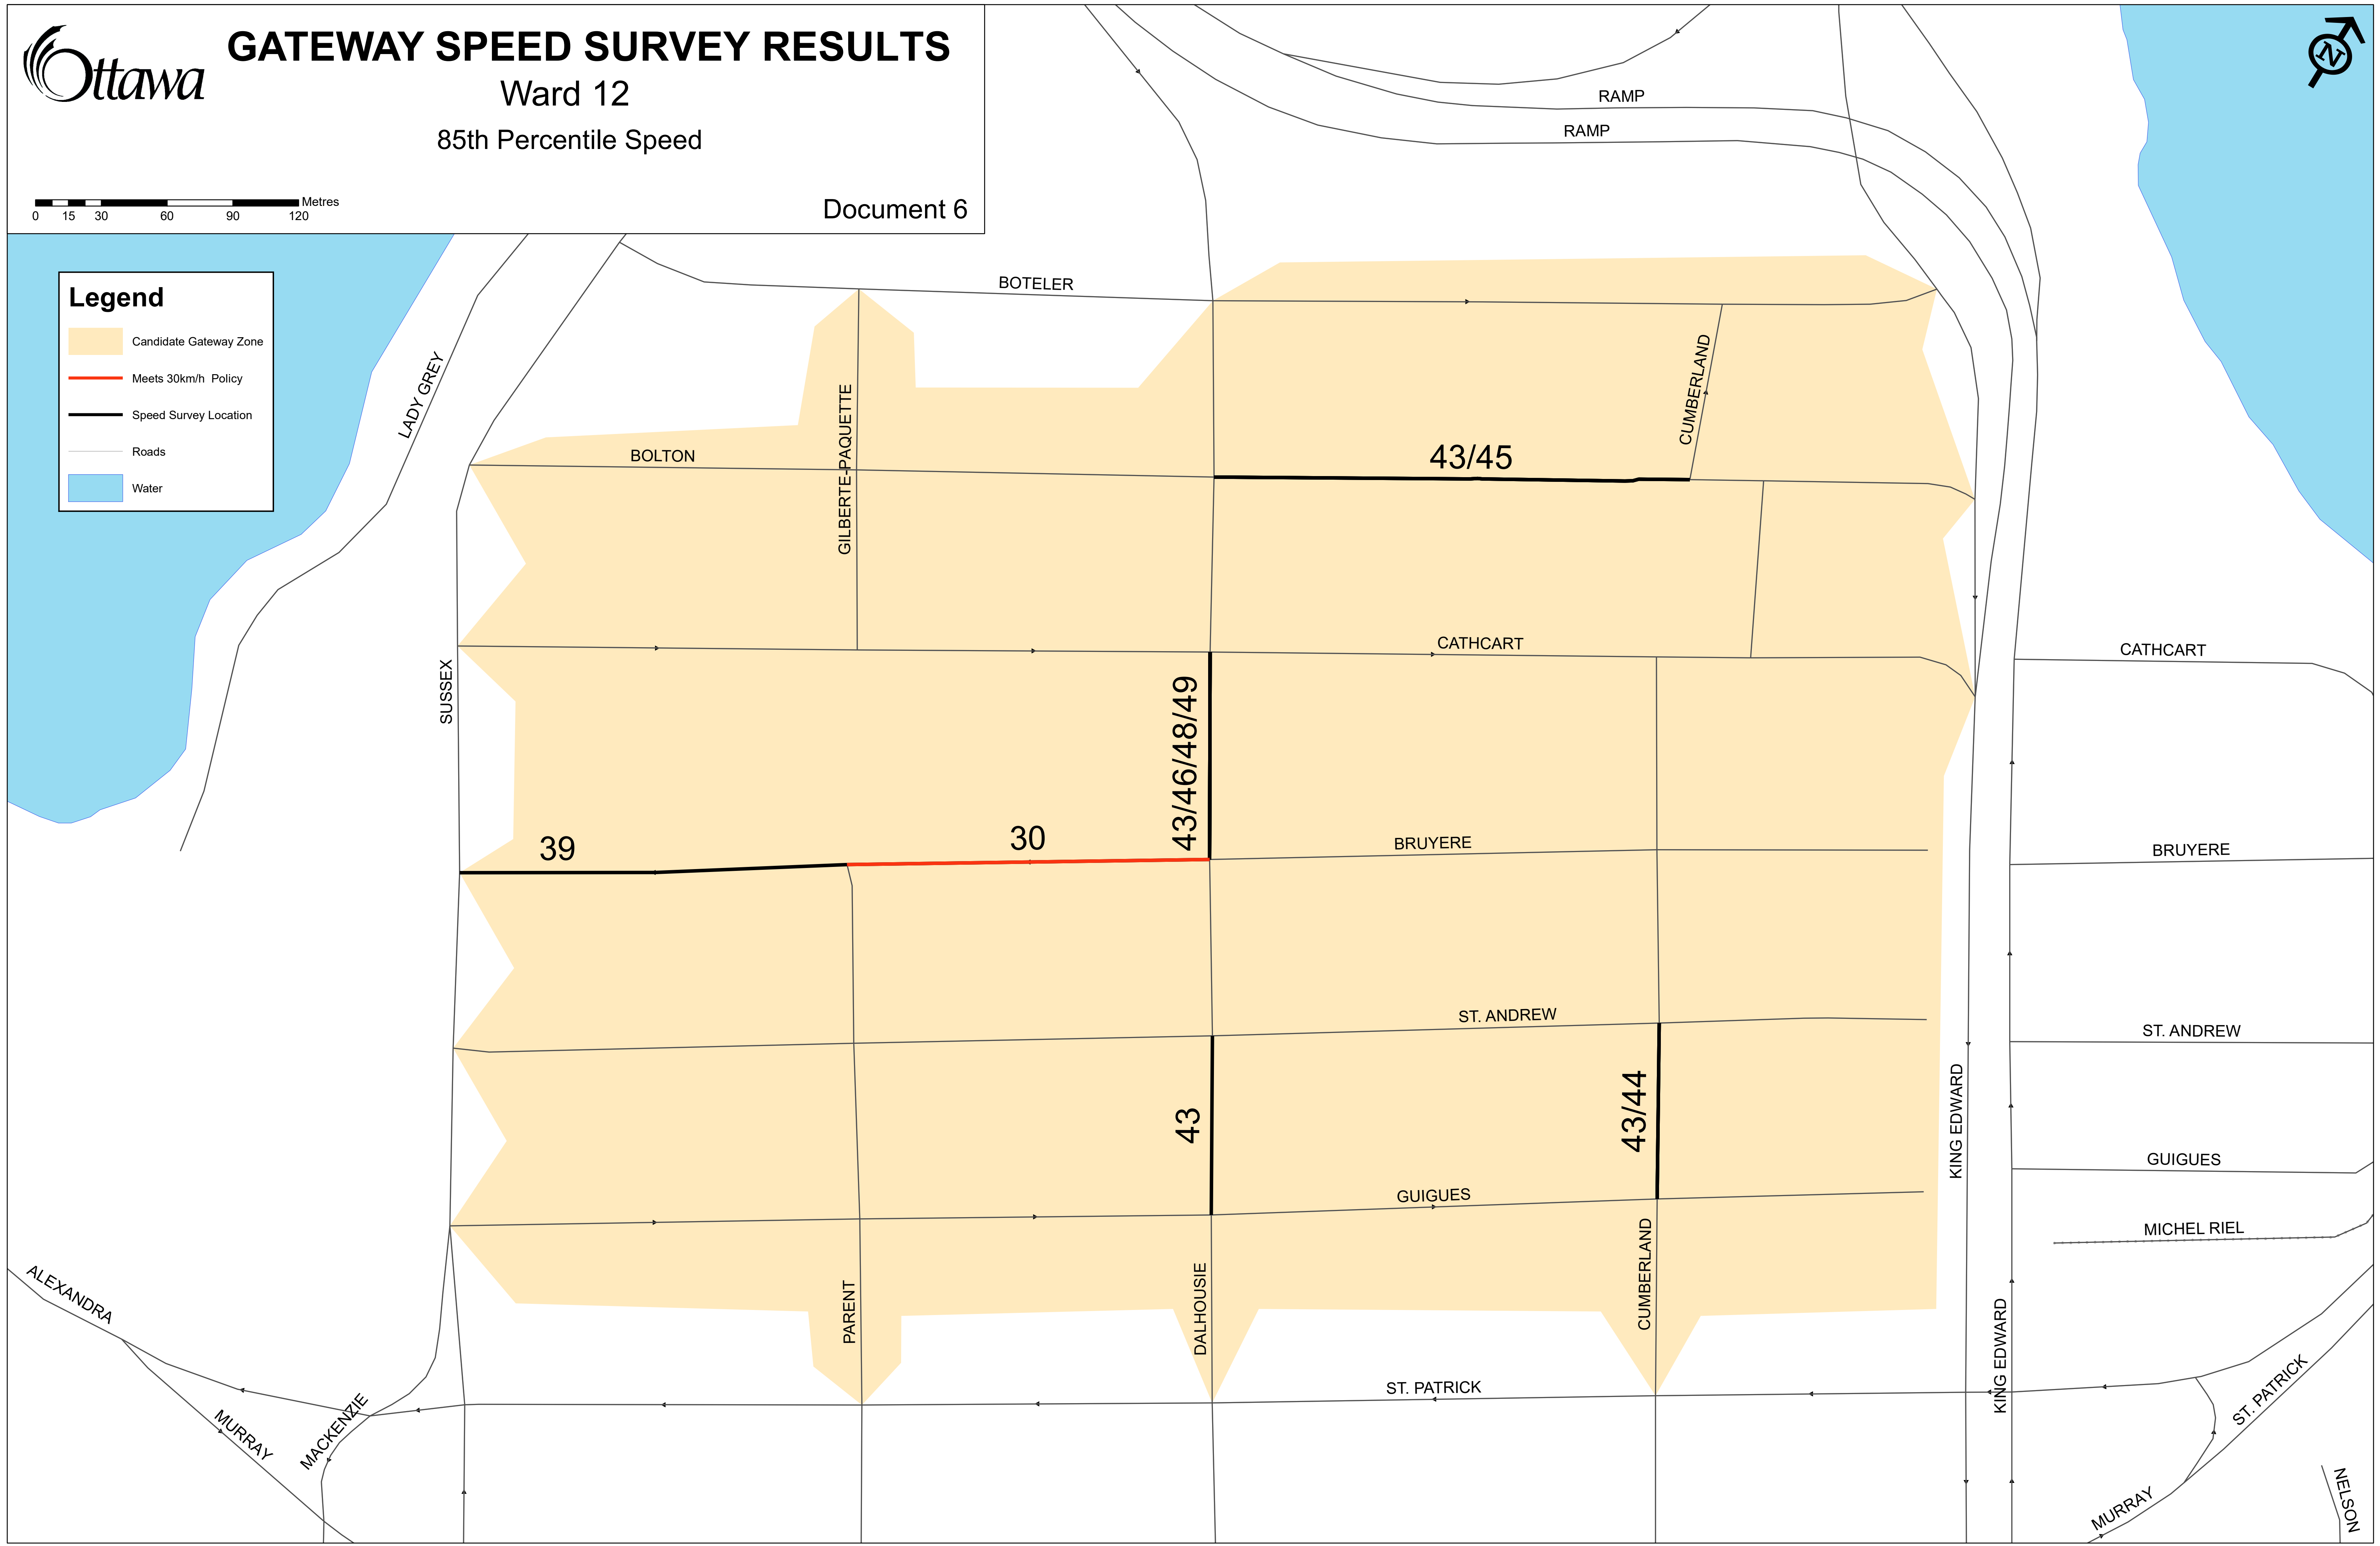 Ottawa
GATEWAY SPEED SURVEY RESULTS
Ward 12
85th Percentile Speed
Metres
0 15 30 60 90 120
Document 6
N
Legend
Candidate Gateway Zone
Meets 30km/h Policy
Speed Survey Location
Roads
Water
RAMP
RAMP
BOTELER
LADY GREY
GILBERTE-PAQUETTE
CUMBERLAND
BOLTON
43/45
SUSSEX
CATHCART
CATHCART
43/46/48/49
39
30
BRUYERE
BRUYERE
ST. ANDREW
ST. ANDREW
43
43/44
KING EDWARD
GUIGUES
GUIGUES
MICHEL RIEL
ALEXANDRA
PARENT
DALHOUSIE
CUMBERLAND
KING EDWARD
ST. PATRICK
ST. PATRICK
MURRAY
MACKENZIE
MURRAY
NELSON